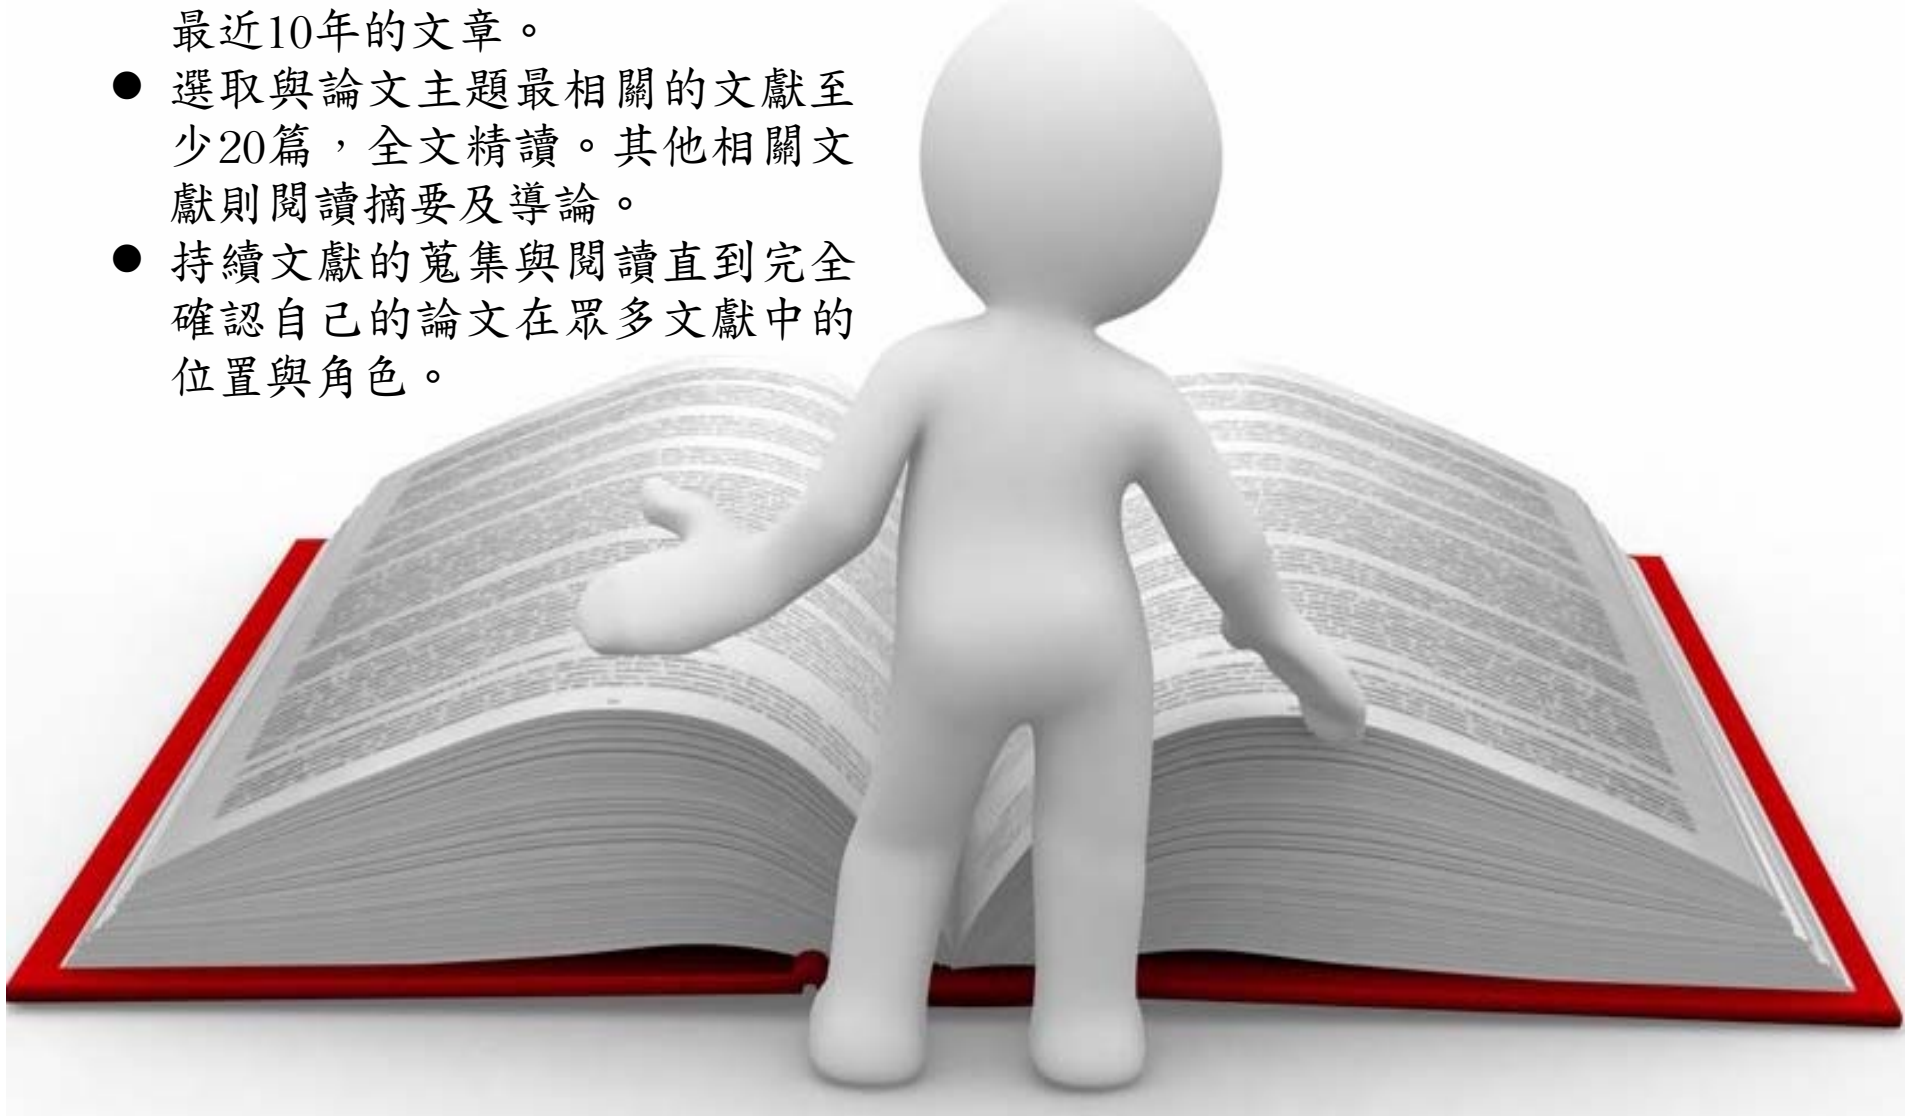 最近10年的文章。
● 選取與論文主題最相關的文獻至
少20篇，全文精讀。其他相關文
獻則閱讀摘要及導論。
● 持續文獻的蒐集與閱讀直到完全
確認自己的論文在眾多文獻中的
位置與角色。